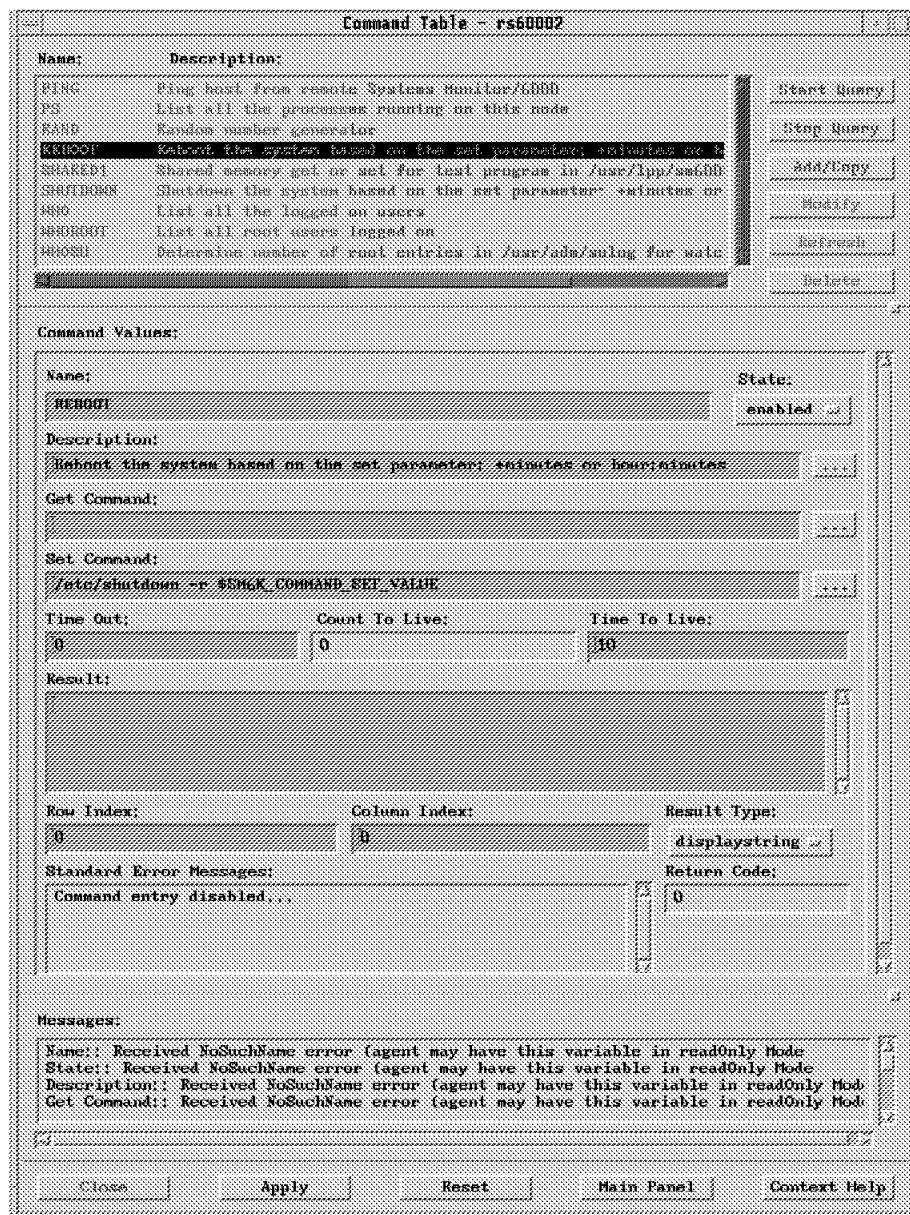 Command Table - rs60002
Name: Description:
PING Ping host from remote Systems Monitor/6000
PS List all the processes running on this node
RAND Random number generator
REBOOT Reboot the system based on the set parameter; +minutes or h
SHARED1 Shared memory get or set for test program in /usr/lpp/sm600
SHUTDOWN Shutdown the system based on the set parameter: +minutes or
WHO List all the logged on users
WHOROOT List all root users logged on
WHOSU Determine number of root entries in /usr/adm/sulog for watc
Start Query
Stop Query
Add/Copy
Modify
Refresh
Delete
Command Values:
Name:
REBOOT
State:
enabled
Description:
Reboot the system based on the set parameter; +minutes or hour:minutes
...
Get Command:
...
Set Command:
/etc/shutdown -r $SM6K_COMMAND_SET_VALUE
...
Time Out: Count To Live: Time To Live:
0 0 10
Result:
Row Index: Column Index: Result Type:
0 0 displaystring
Standard Error Messages: Return Code:
Command entry disabled... 0
Messages:
Name:: Received NoSuchName error (agent may have this variable in readOnly Mode
State:: Received NoSuchName error (agent may have this variable in readOnly Mode
Description:: Received NoSuchName error (agent may have this variable in readOnly Mod
Get Command:: Received NoSuchName error (agent may have this variable in readOnly Mod
Close Apply Reset Main Panel Context Help